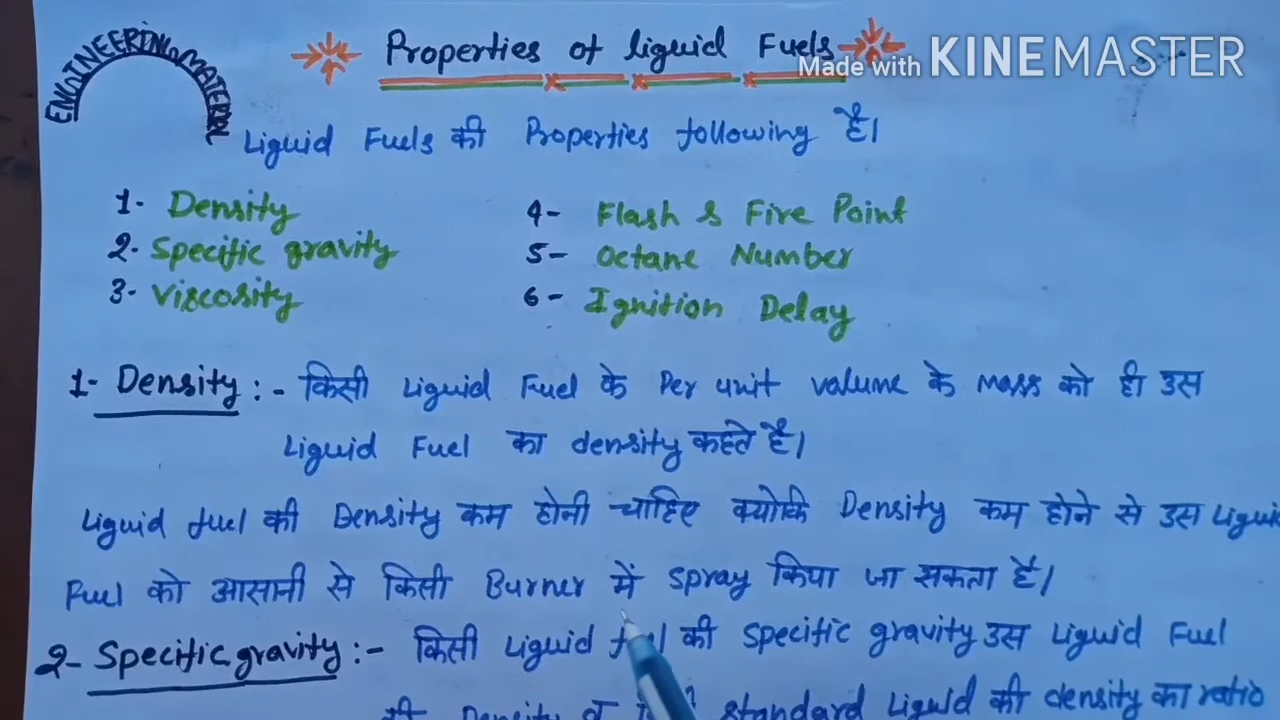 ENGINEERING MATERIAL
Properties of liquid Fuels
Made with KINEMASTER
Liquid Fuels की Properties following है।
1- Density
2- Specific gravity
3- Viscosity
4- Flash & Fire Point
5- Octane Number
6- Ignition Delay
1- Density :- किसी Liquid Fuel के Per unit volume के mass को ही उस
Liquid Fuel का density कहते है।
Liquid fuel की Density कम होनी चाहिए क्योकि Density कम होने से उस Liquid
Fuel को आसानी से किसी Burner में spray किया जा सकता है।
2- Specific gravity :- किसी Liquid fuel की specific gravity उस Liquid Fuel
की Density व standard Liquid की density का ratio